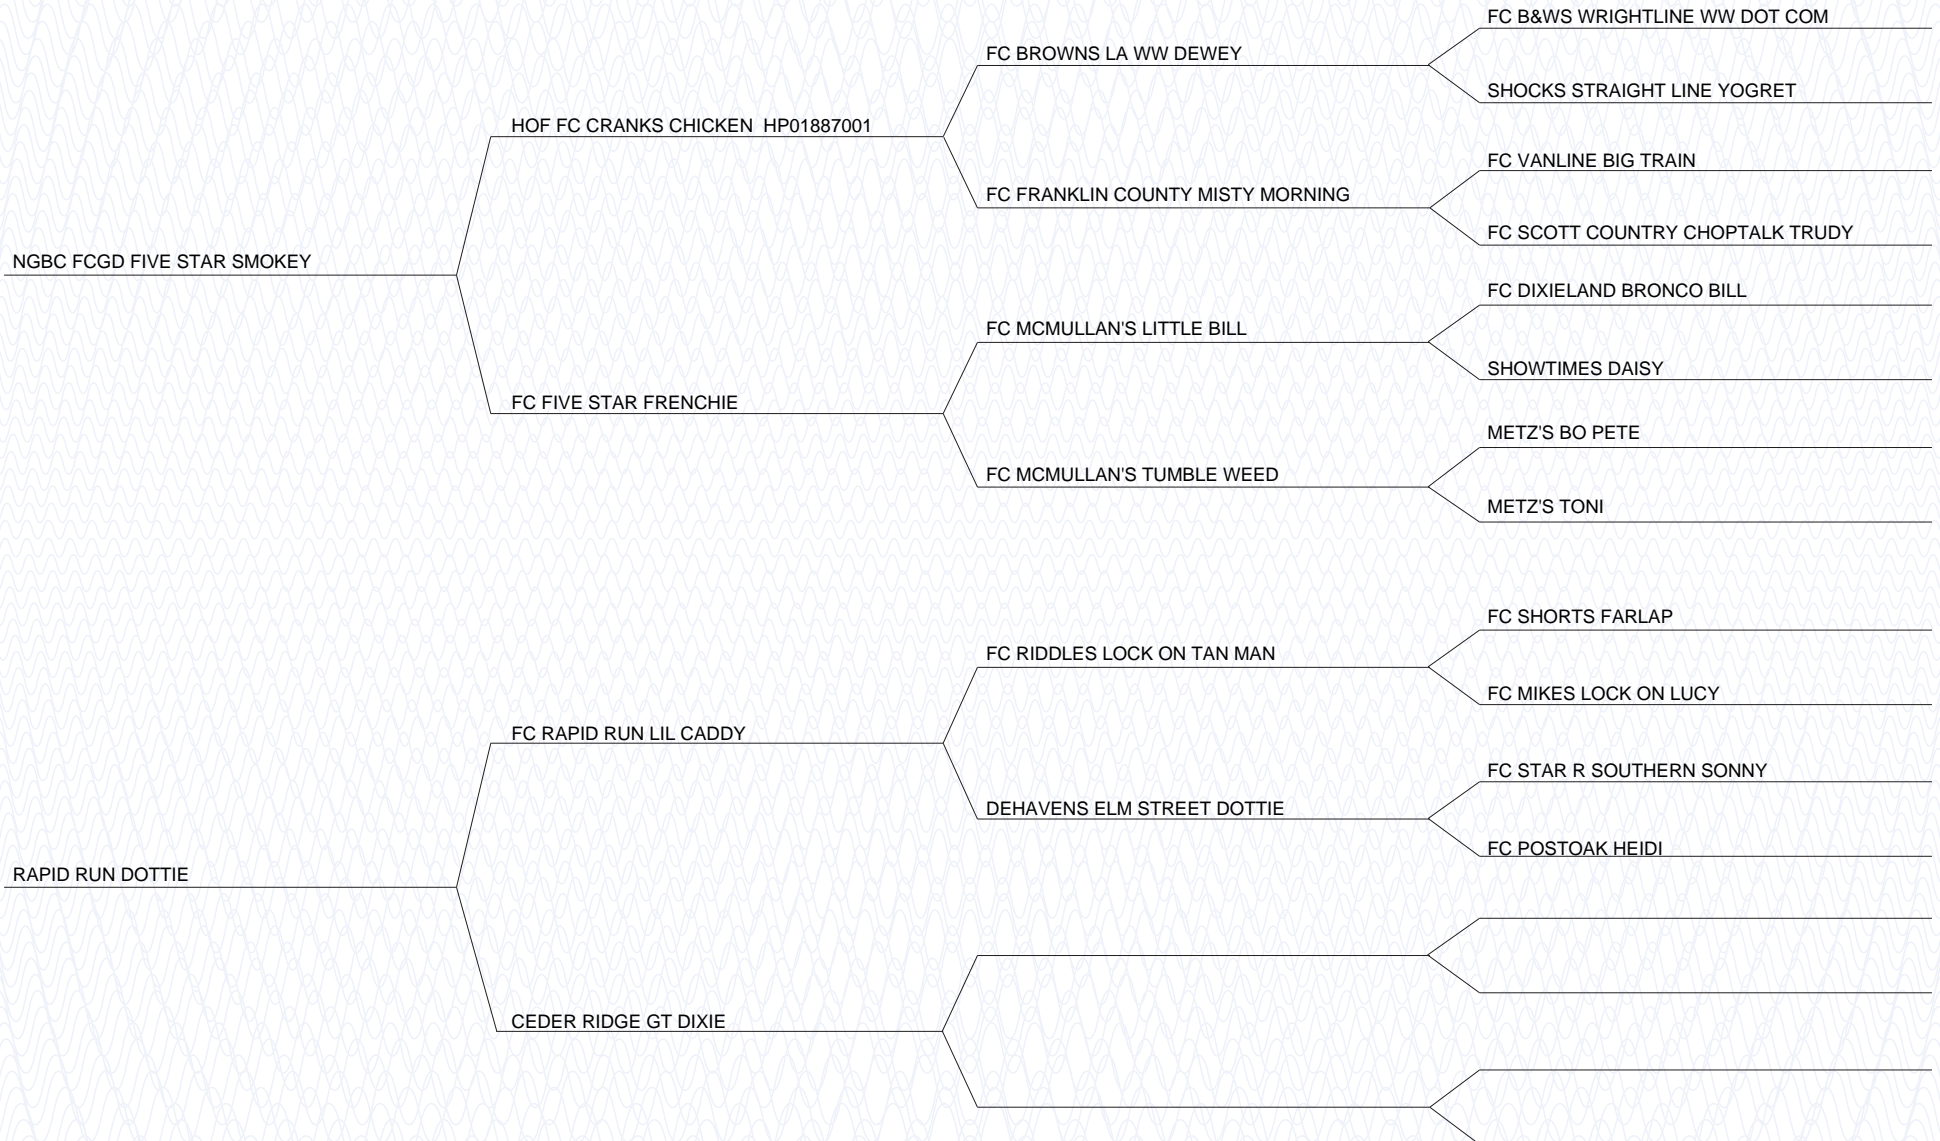 FC B&WS WRIGHTLINE WW DOT COM
FC BROWNS LA WW DEWEY
SHOCKS STRAIGHT LINE YOGRET
HOF FC CRANKS CHICKEN  HP01887001
FC VANLINE BIG TRAIN
FC FRANKLIN COUNTY MISTY MORNING
FC SCOTT COUNTRY CHOPTALK TRUDY
NGBC FCGD FIVE STAR SMOKEY
FC DIXIELAND BRONCO BILL
FC MCMULLAN'S LITTLE BILL
SHOWTIMES DAISY
FC FIVE STAR FRENCHIE
METZ'S BO PETE
FC MCMULLAN'S TUMBLE WEED
METZ'S TONI
FC SHORTS FARLAP
FC RIDDLES LOCK ON TAN MAN
FC MIKES LOCK ON LUCY
FC RAPID RUN LIL CADDY
FC STAR R SOUTHERN SONNY
DEHAVENS ELM STREET DOTTIE
FC POSTOAK HEIDI
RAPID RUN DOTTIE
CEDER RIDGE GT DIXIE